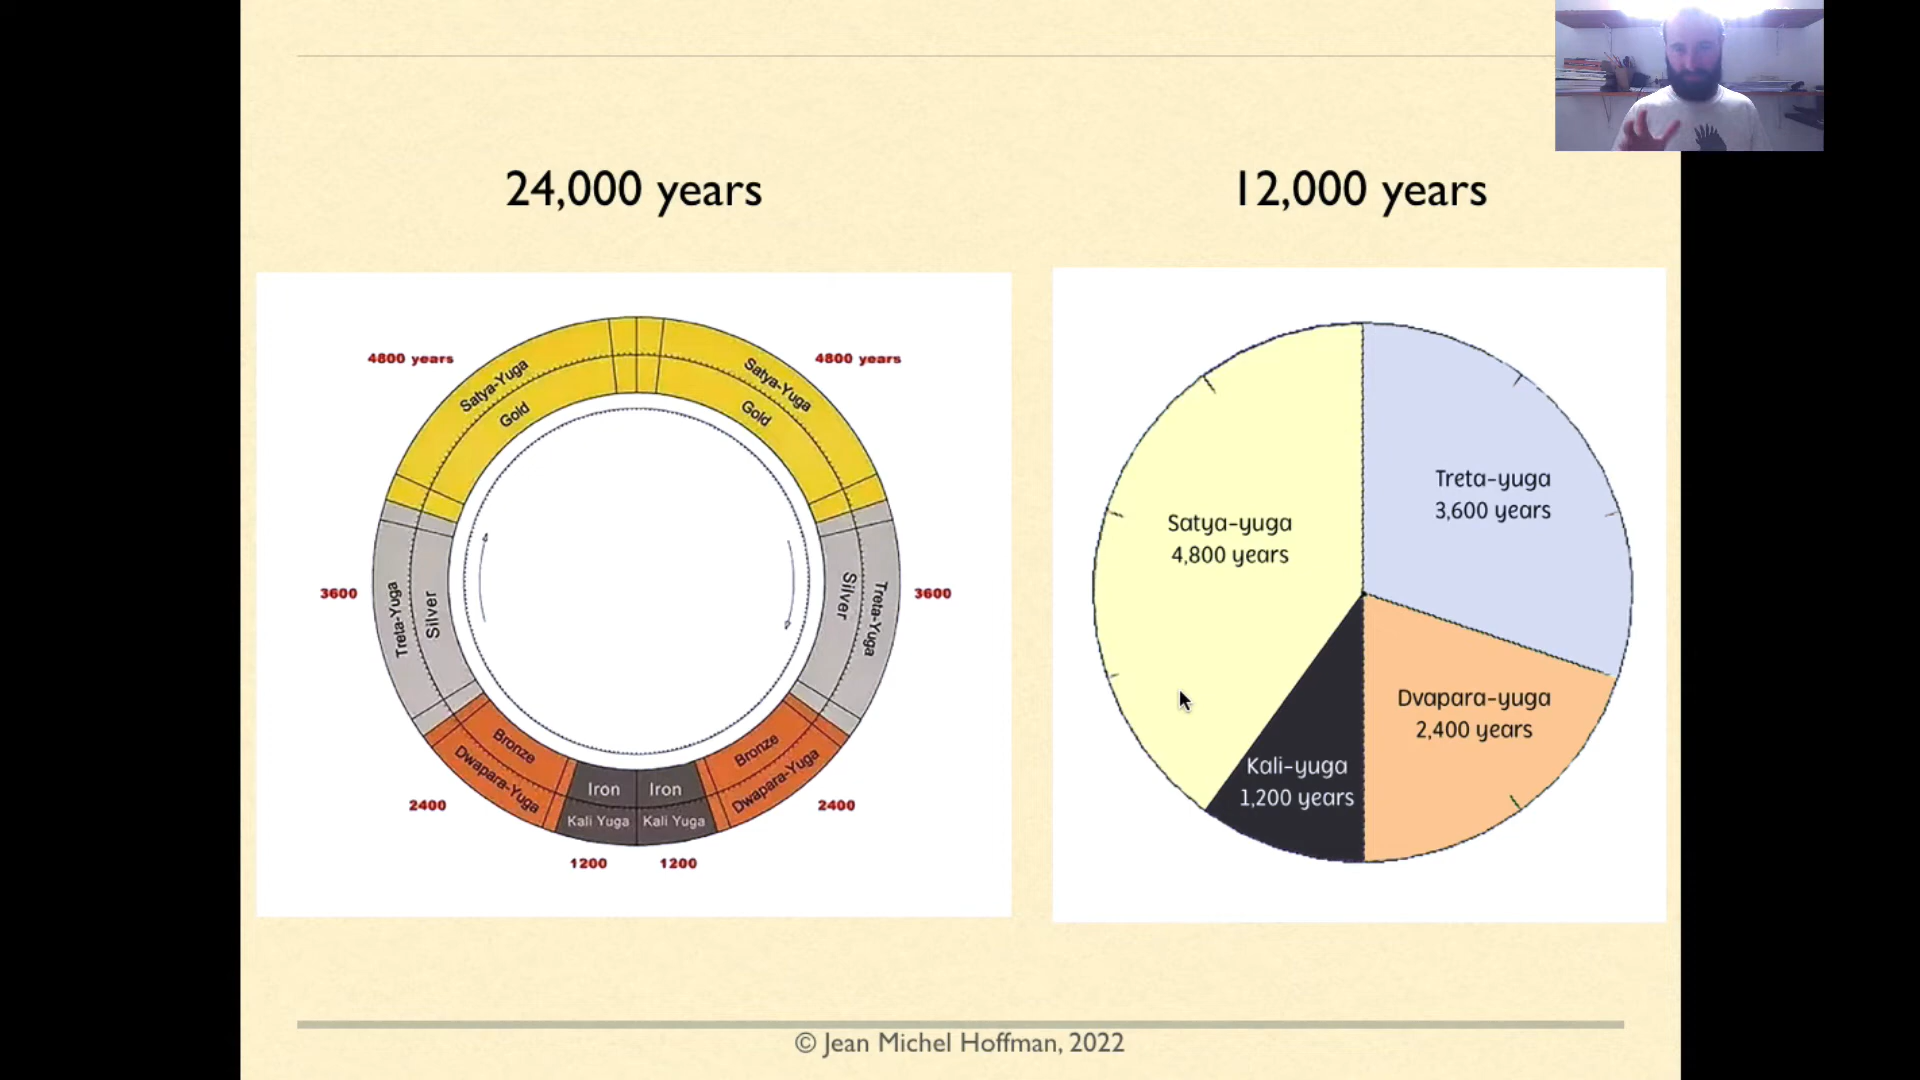 24,000 years
12,000 years
4800 years
4800 years
Satya-Yuga
Gold
Satya-Yuga
Gold
3600
Treta-Yuga
Silver
Silver
Treta-Yuga
3600
Bronze
Dwapara-Yuga
Bronze
Dwapara-Yuga
2400
2400
Iron
Iron
Kali Yuga
Kali Yuga
1200
1200
Treta-yuga
3,600 years
Satya-yuga
4,800 years
Dvapara-yuga
2,400 years
Kali-yuga
1,200 years
© Jean Michel Hoffman, 2022